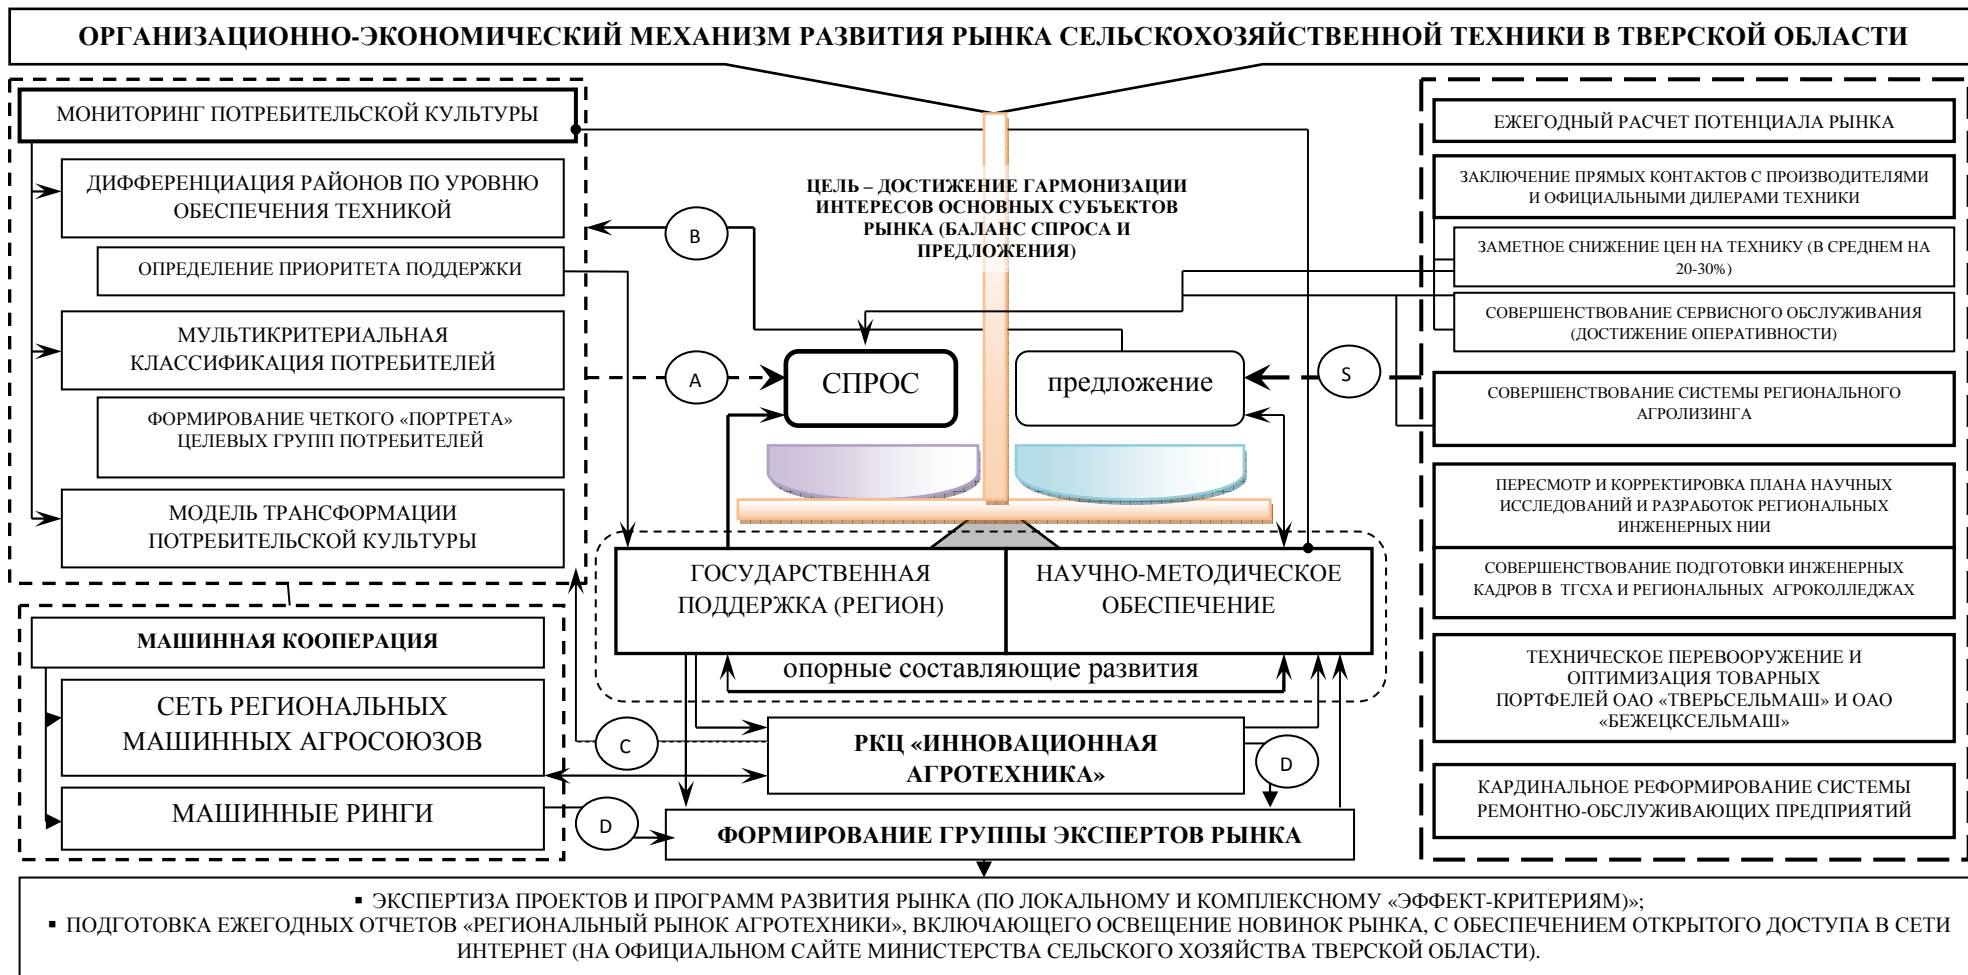 ОРГАНИЗАЦИОННО-ЭКОНОМИЧЕСКИЙ МЕХАНИЗМ РАЗВИТИЯ РЫНКА СЕЛЬСКОХОЗЯЙСТВЕННОЙ ТЕХНИКИ В ТВЕРСКОЙ ОБЛАСТИ
МОНИТОРИНГ ПОТРЕБИТЕЛЬСКОЙ КУЛЬТУРЫ
ДИФФЕРЕНЦИАЦИЯ РАЙОНОВ ПО УРОВНЮ
ОБЕСПЕЧЕНИЯ ТЕХНИКОЙ
ОПРЕДЕЛЕНИЕ ПРИОРИТЕТА ПОДДЕРЖКИ
МУЛЬТИКРИТЕРИАЛЬНАЯ
КЛАССИФИКАЦИЯ ПОТРЕБИТЕЛЕЙ
ФОРМИРОВАНИЕ ЧЕТКОГО «ПОРТРЕТА»
ЦЕЛЕВЫХ ГРУПП ПОТРЕБИТЕЛЕЙ
МОДЕЛЬ ТРАНСФОРМАЦИИ
ПОТРЕБИТЕЛЬСКОЙ КУЛЬТУРЫ
МАШИННАЯ КООПЕРАЦИЯ
СЕТЬ РЕГИОНАЛЬНЫХ
МАШИННЫХ АГРОСОЮЗОВ
МАШИННЫЕ РИНГИ
ЦЕЛЬ – ДОСТИЖЕНИЕ ГАРМОНИЗАЦИИ
ИНТЕРЕСОВ ОСНОВНЫХ СУБЪЕКТОВ
РЫНКА (БАЛАНС СПРОСА И
ПРЕДЛОЖЕНИЯ)
B
A
СПРОС
предложение
S
ГОСУДАРСТВЕННАЯ
ПОДДЕРЖКА (РЕГИОН)
НАУЧНО-МЕТОДИЧЕСКОЕ
ОБЕСПЕЧЕНИЕ
опорные составляющие развития
C
РКЦ «ИННОВАЦИОННАЯ
АГРОТЕХНИКА»
D
D
ФОРМИРОВАНИЕ ГРУППЫ ЭКСПЕРТОВ РЫНКА
ЕЖЕГОДНЫЙ РАСЧЕТ ПОТЕНЦИАЛА РЫНКА
ЗАКЛЮЧЕНИЕ ПРЯМЫХ КОНТАКТОВ С ПРОИЗВОДИТЕЛЯМИ
И ОФИЦИАЛЬНЫМИ ДИЛЕРАМИ ТЕХНИКИ
ЗАМЕТНОЕ СНИЖЕНИЕ ЦЕН НА ТЕХНИКУ (В СРЕДНЕМ НА
20-30%)
СОВЕРШЕНСТВОВАНИЕ СЕРВИСНОГО ОБСЛУЖИВАНИЯ
(ДОСТИЖЕНИЕ ОПЕРАТИВНОСТИ)
СОВЕРШЕНСТВОВАНИЕ СИСТЕМЫ РЕГИОНАЛЬНОГО
АГРОЛИЗИНГА
ПЕРЕСМОТР И КОРРЕКТИРОВКА ПЛАНА НАУЧНЫХ
ИССЛЕДОВАНИЙ И РАЗРАБОТОК РЕГИОНАЛЬНЫХ
ИНЖЕНЕРНЫХ НИИ
СОВЕРШЕНСТВОВАНИЕ ПОДГОТОВКИ ИНЖЕНЕРНЫХ
КАДРОВ В ТГСХА И РЕГИОНАЛЬНЫХ АГРОКОЛЛЕДЖАХ
ТЕХНИЧЕСКОЕ ПЕРЕВООРУЖЕНИЕ И
ОПТИМИЗАЦИЯ ТОВАРНЫХ
ПОРТФЕЛЕЙ ОАО «ТВЕРЬСЕЛЬМАШ» И ОАО
«БЕЖЕЦКСЕЛЬМАШ»
КАРДИНАЛЬНОЕ РЕФОРМИРОВАНИЕ СИСТЕМЫ
РЕМОНТНО-ОБСЛУЖИВАЮЩИХ ПРЕДПРИЯТИЙ
▪ ЭКСПЕРТИЗА ПРОЕКТОВ И ПРОГРАММ РАЗВИТИЯ РЫНКА (ПО ЛОКАЛЬНОМУ И КОМПЛЕКСНОМУ «ЭФФЕКТ-КРИТЕРИЯМ)»;
▪ ПОДГОТОВКА ЕЖЕГОДНЫХ ОТЧЕТОВ «РЕГИОНАЛЬНЫЙ РЫНОК АГРОТЕХНИКИ», ВКЛЮЧАЮЩЕГО ОСВЕЩЕНИЕ НОВИНОК РЫНКА, С ОБЕСПЕЧЕНИЕМ ОТКРЫТОГО ДОСТУПА В СЕТИ
ИНТЕРНЕТ (НА ОФИЦИАЛЬНОМ САЙТЕ МИНИСТЕРСТВА СЕЛЬСКОГО ХОЗЯЙСТВА ТВЕРСКОЙ ОБЛАСТИ).